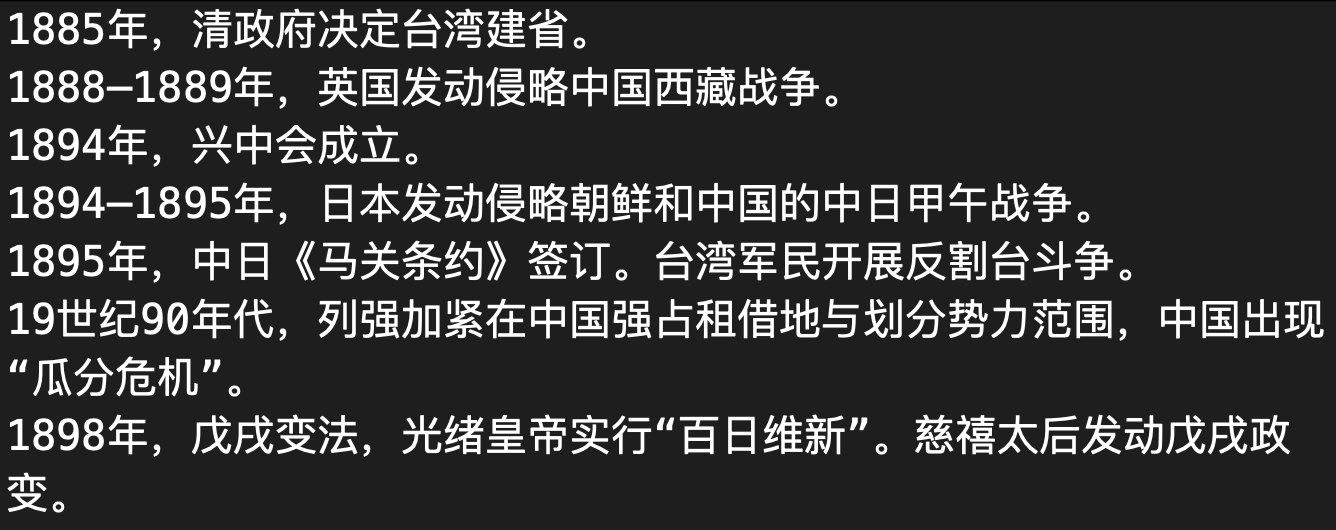 1885年，清政府决定台湾建省。
1888—1889年，英国发动侵略中国西藏战争。
1894年，兴中会成立。
1894—1895年，日本发动侵略朝鲜和中国的中日甲午战争。
1895年，中日《马关条约》签订。台湾军民开展反割台斗争。
19世纪90年代，列强加紧在中国强占租借地与划分势力范围，中国出现
“瓜分危机”。
1898年，戊戌变法，光绪皇帝实行“百日维新”。慈禧太后发动戊戌政
变。